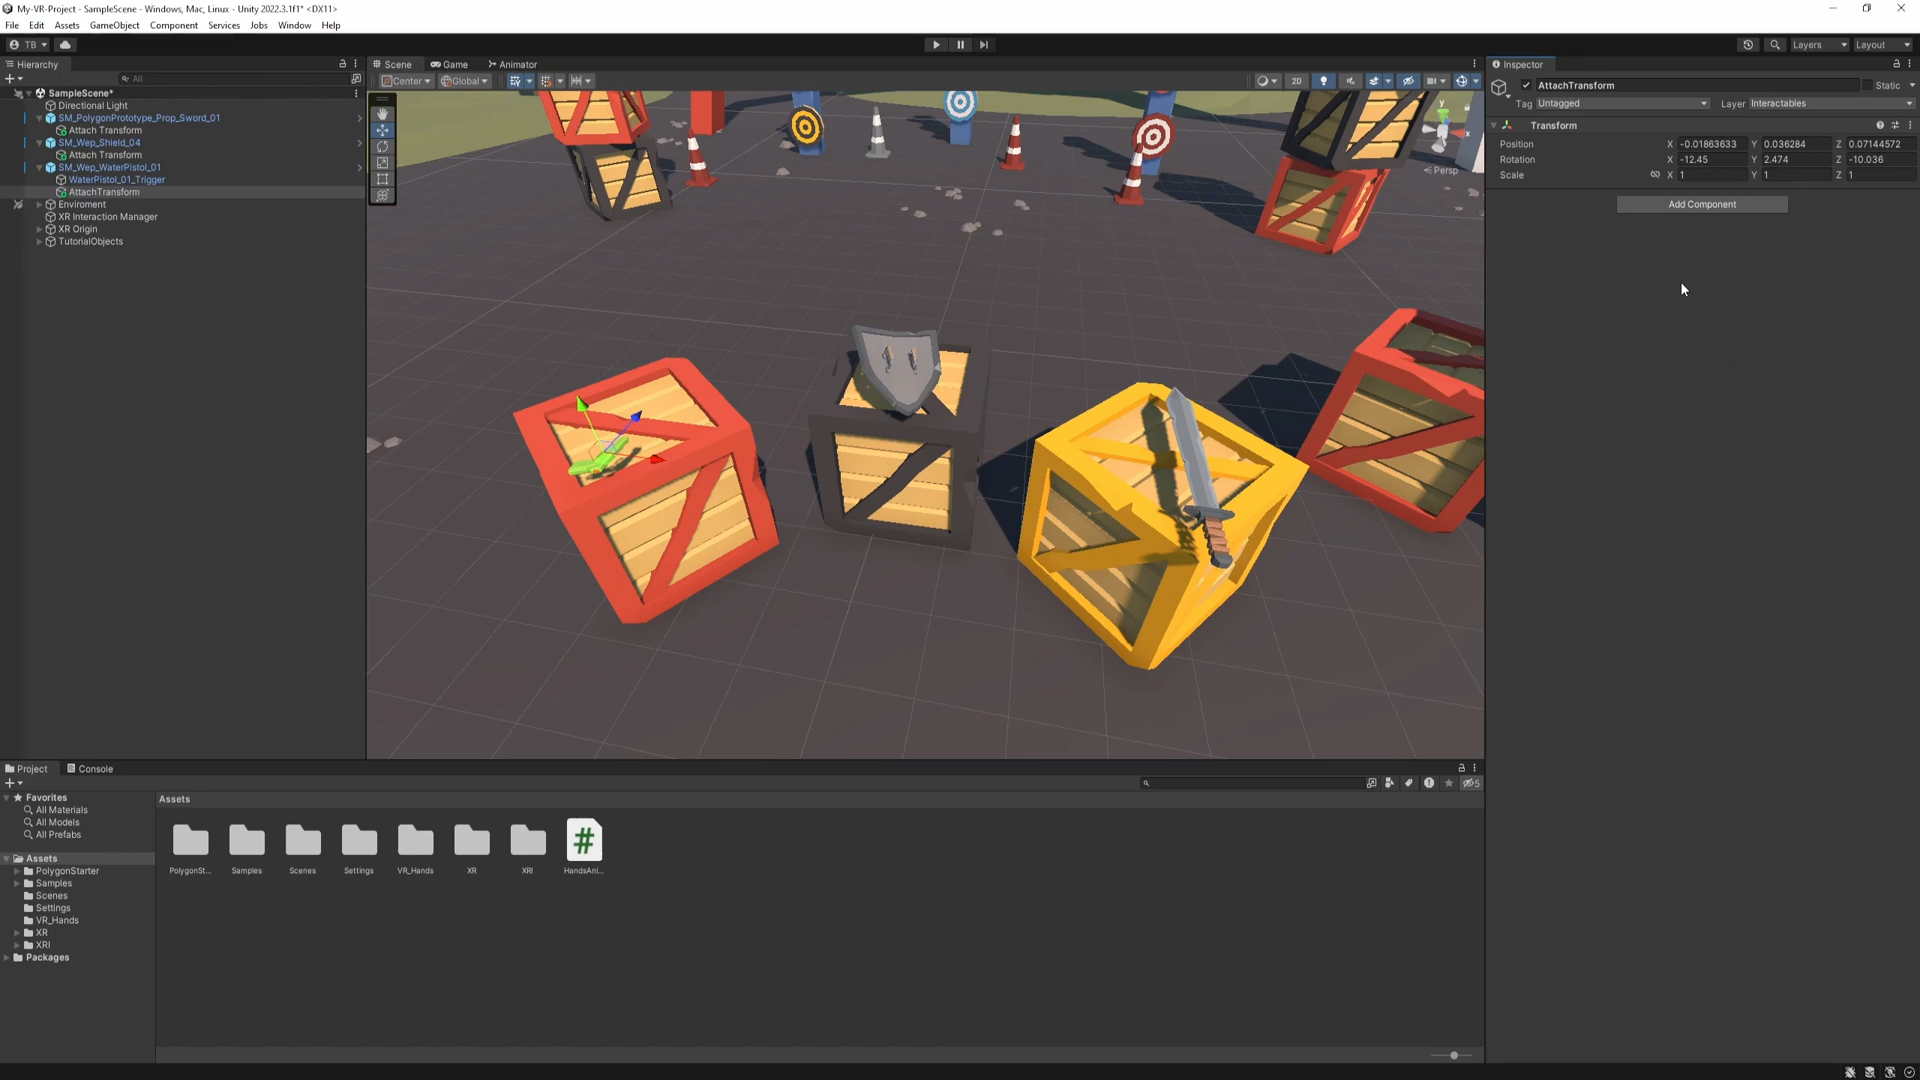 My-VR-Project - SampleScene - Windows, Mac, Linux - Unity 2022.3.1f1* <DX11>
File Edit Assets GameObject Component Services Jobs Window Help
TB Layers Layout
Hierarchy Scene Game Animator Inspector
All Center Global 2D
SampleScene*
Directional Light
SM_PolygonPrototype_Prop_Sword_01
Attach Transform
SM_Wep_Shield_04
Attach Transform
SM_Wep_WaterPistol_01
WaterPistol_01_Trigger
AttachTransform
Enviroment
XR Interaction Manager
XR Origin
TutorialObjects
y
x
Persp
AttachTransform Static
Tag Untagged Layer Interactables
Transform
Position X -0.01863633 Y 0.036284 Z 0.07144572
Rotation X -12.45 Y 2.474 Z -10.036
Scale X 1 Y 1 Z 1
Add Component
Project Console
5
Favorites
All Materials
All Models
All Prefabs
Assets
PolygonStarter
Samples
Scenes
Settings
VR_Hands
XR
XRI
Packages
Assets
PolygonSt... Samples Scenes Settings VR_Hands XR XRI HandsAni...